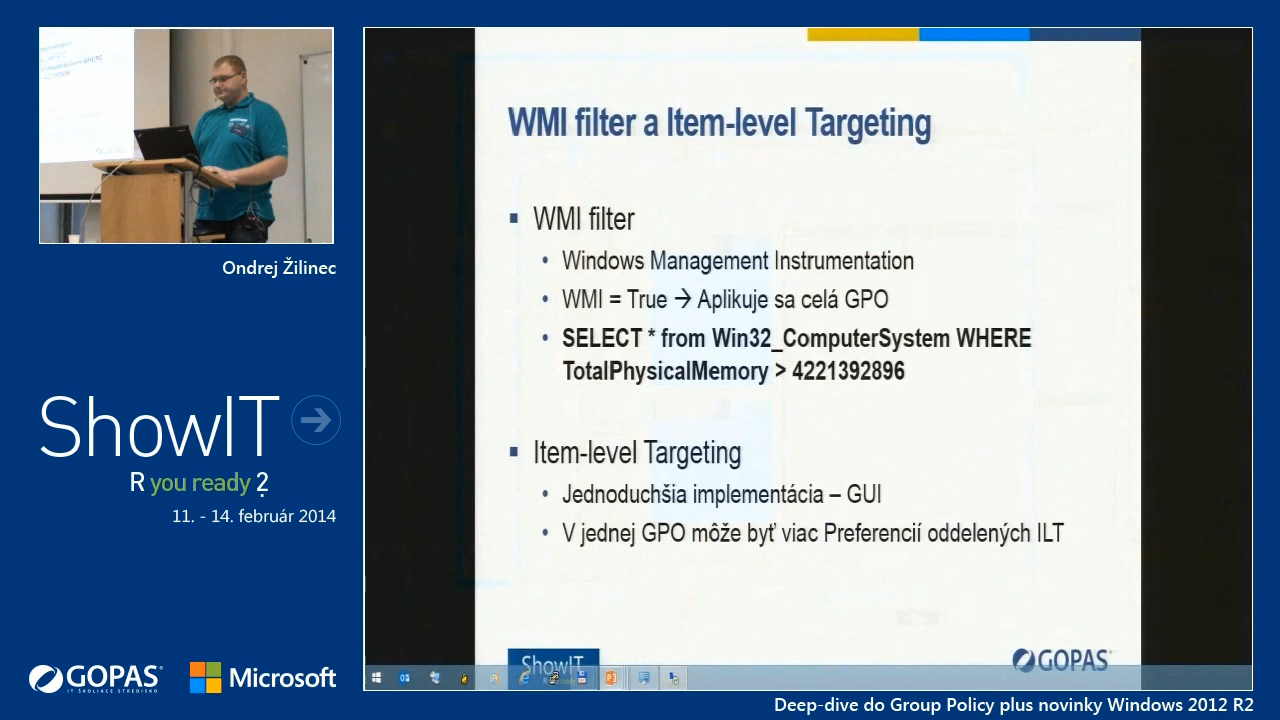 Ondrej Žilinec
ShowIT
R you ready ?
11. - 14. február 2014
GOPAS
IT ŠKOLIACE STREDISKO
Microsoft
WMI filter a Item-level Targeting
WMI filter
Windows Management Instrumentation
WMI = True → Aplikuje sa celá GPO
SELECT * from Win32_ComputerSystem WHERE
TotalPhysicalMemory > 4221392896
Item-level Targeting
Jednoduchšia implementácia – GUI
V jednej GPO môže byť viac Preferencií oddelených ILT
ShowIT
GOPAS
Deep-dive do Group Policy plus novinky Windows 2012 R2